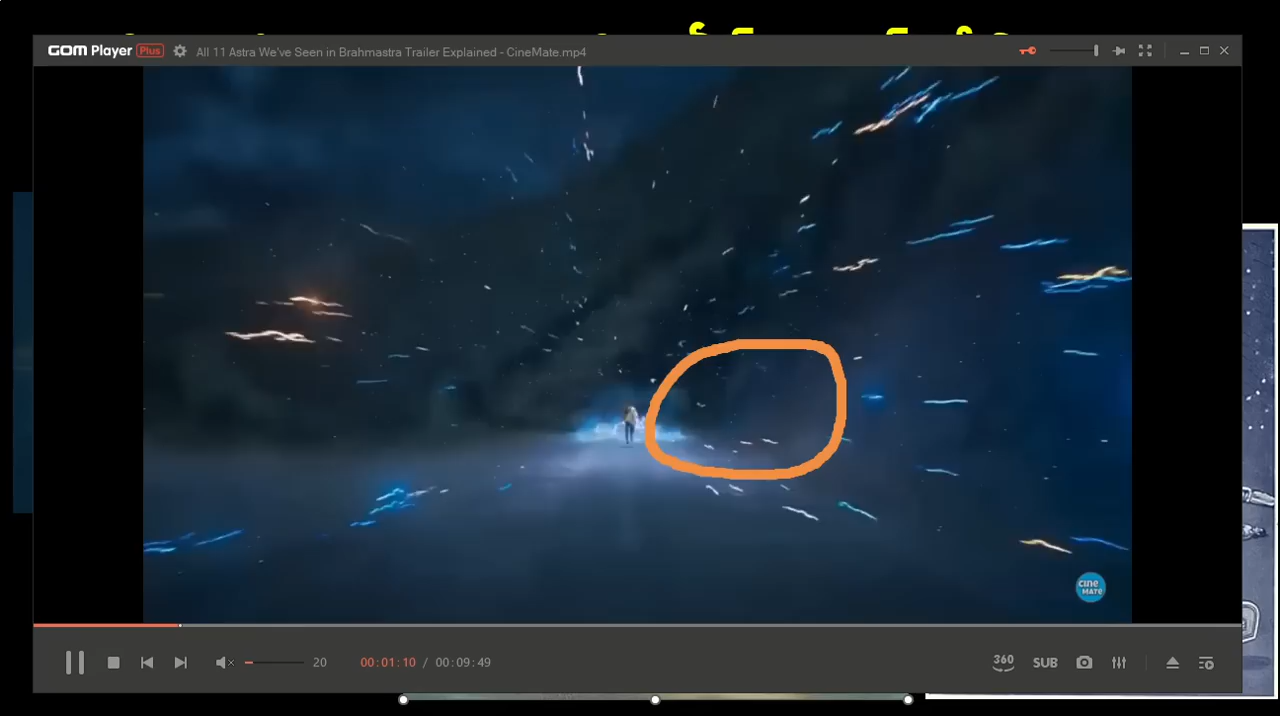 GOM Player Plus All 11 Astra We've Seen in Brahmastra Trailer Explained - CineMate.mp4
cine
MATE
20 00:01:10 / 00:09:49 360 SUB